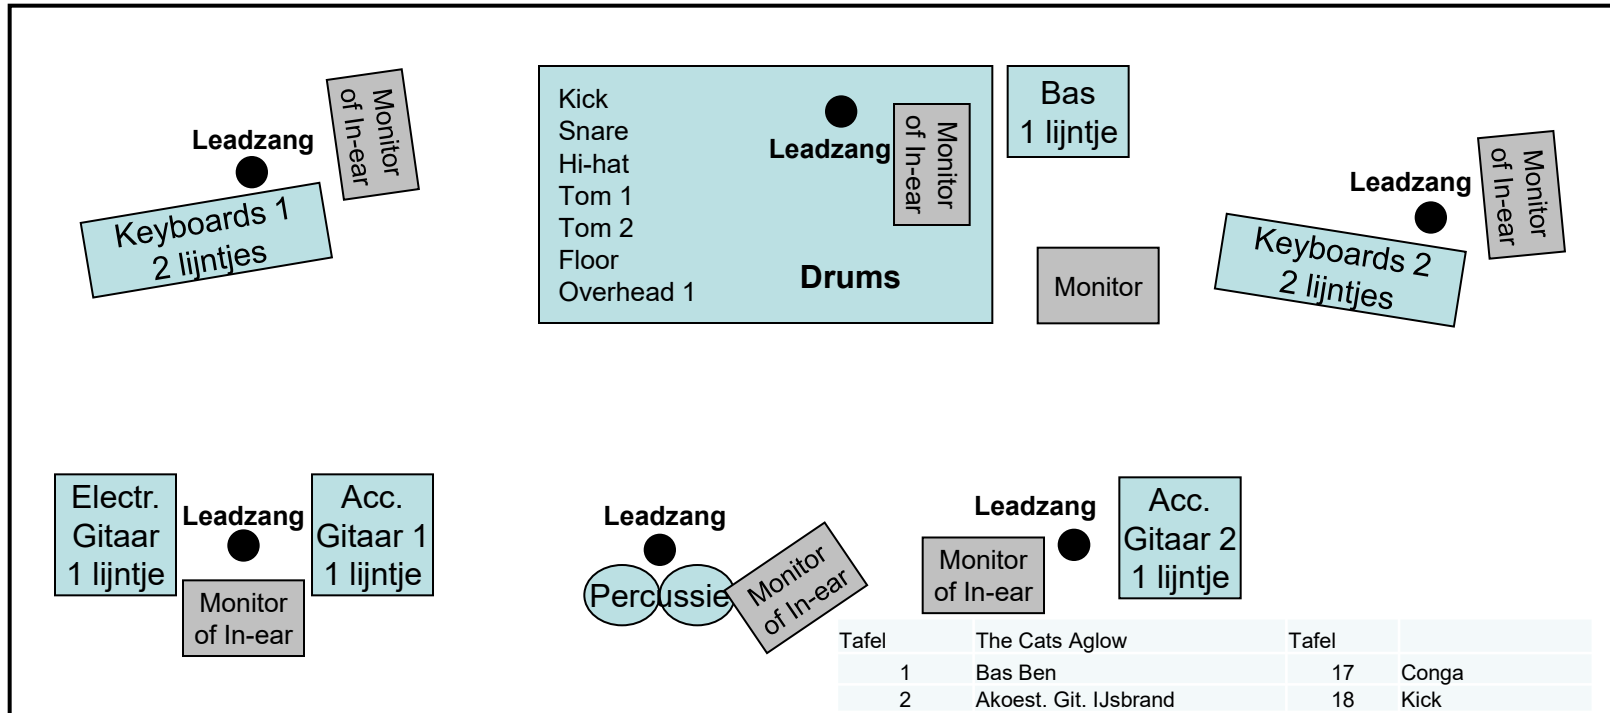 Leadzang
Monitor
of In-ear
Keyboards 1
2 lijntjes
Kick
Snare
Hi-hat
Tom 1
Tom 2
Floor
Overhead 1
Leadzang
Monitor
of In-ear
Drums
Bas
1 lijntje
Monitor
Leadzang
Monitor
of In-ear
Keyboards 2
2 lijntjes
Electr.
Gitaar
1 lijntje
Leadzang
Monitor
of In-ear
Acc.
Gitaar 1
1 lijntje
Leadzang
Percussie
Monitor
of In-ear
Leadzang
Monitor
of In-ear
Acc.
Gitaar 2
1 lijntje
Tafel The Cats Aglow Tafel
1 Bas Ben 17 Conga
2 Akoest. Git. IJsbrand 18 Kick